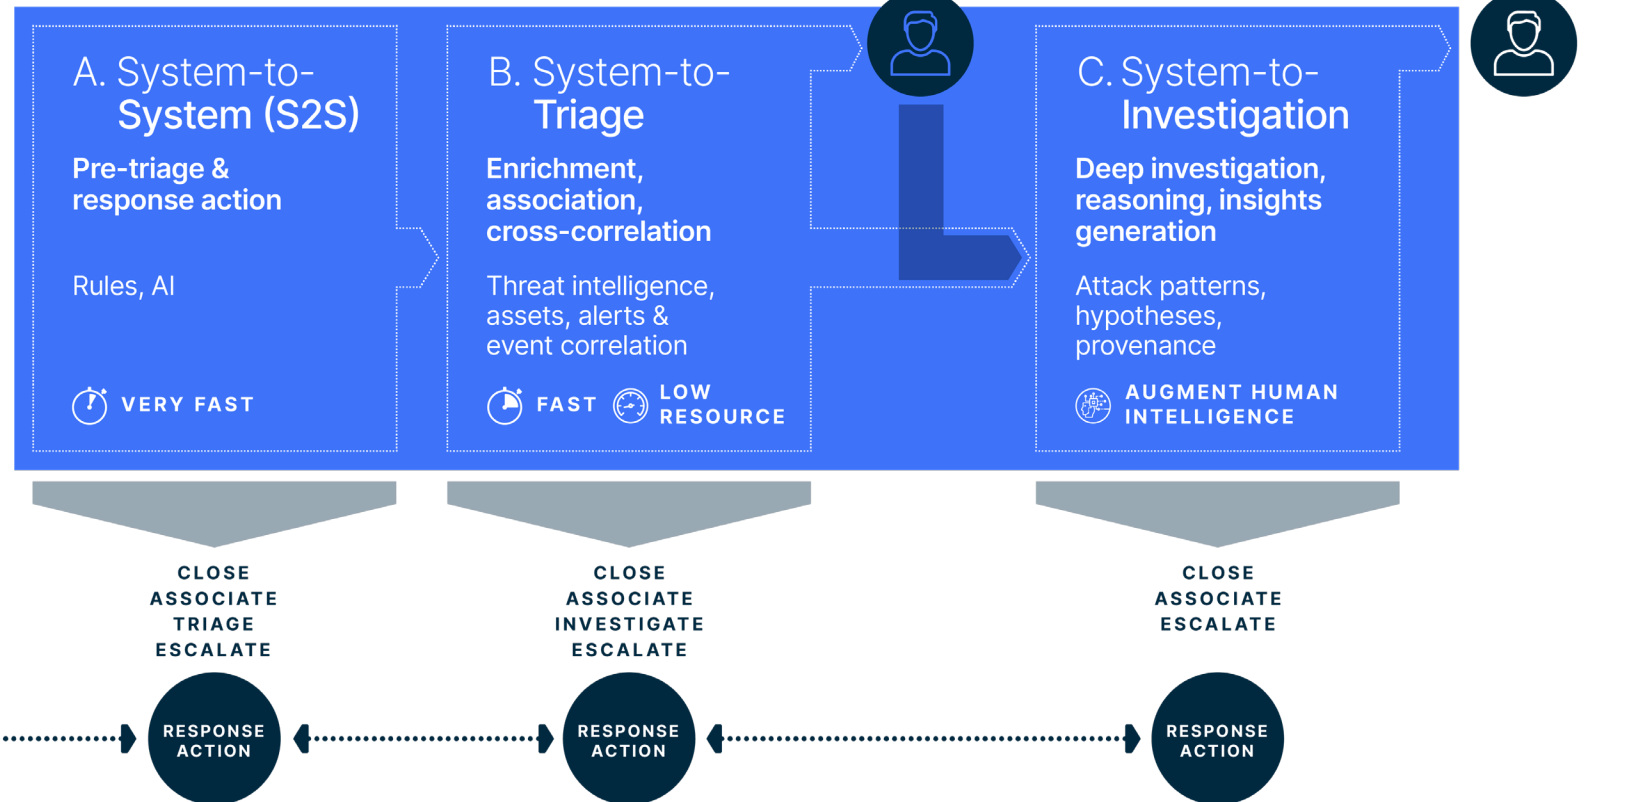 A. System-to-
System (S2S)
Pre-triage &
response action
Rules, AI
VERY FAST
B. System-to-
Triage
Enrichment,
association,
cross-correlation
Threat intelligence,
assets, alerts &
event correlation
FAST
LOW
RESOURCE
C. System-to-
Investigation
Deep investigation,
reasoning, insights
generation
Attack patterns,
hypotheses,
provenance
AUGMENT HUMAN
INTELLIGENCE
CLOSE
ASSOCIATE
TRIAGE
ESCALATE
CLOSE
ASSOCIATE
INVESTIGATE
ESCALATE
CLOSE
ASSOCIATE
ESCALATE
RESPONSE
ACTION
RESPONSE
ACTION
RESPONSE
ACTION